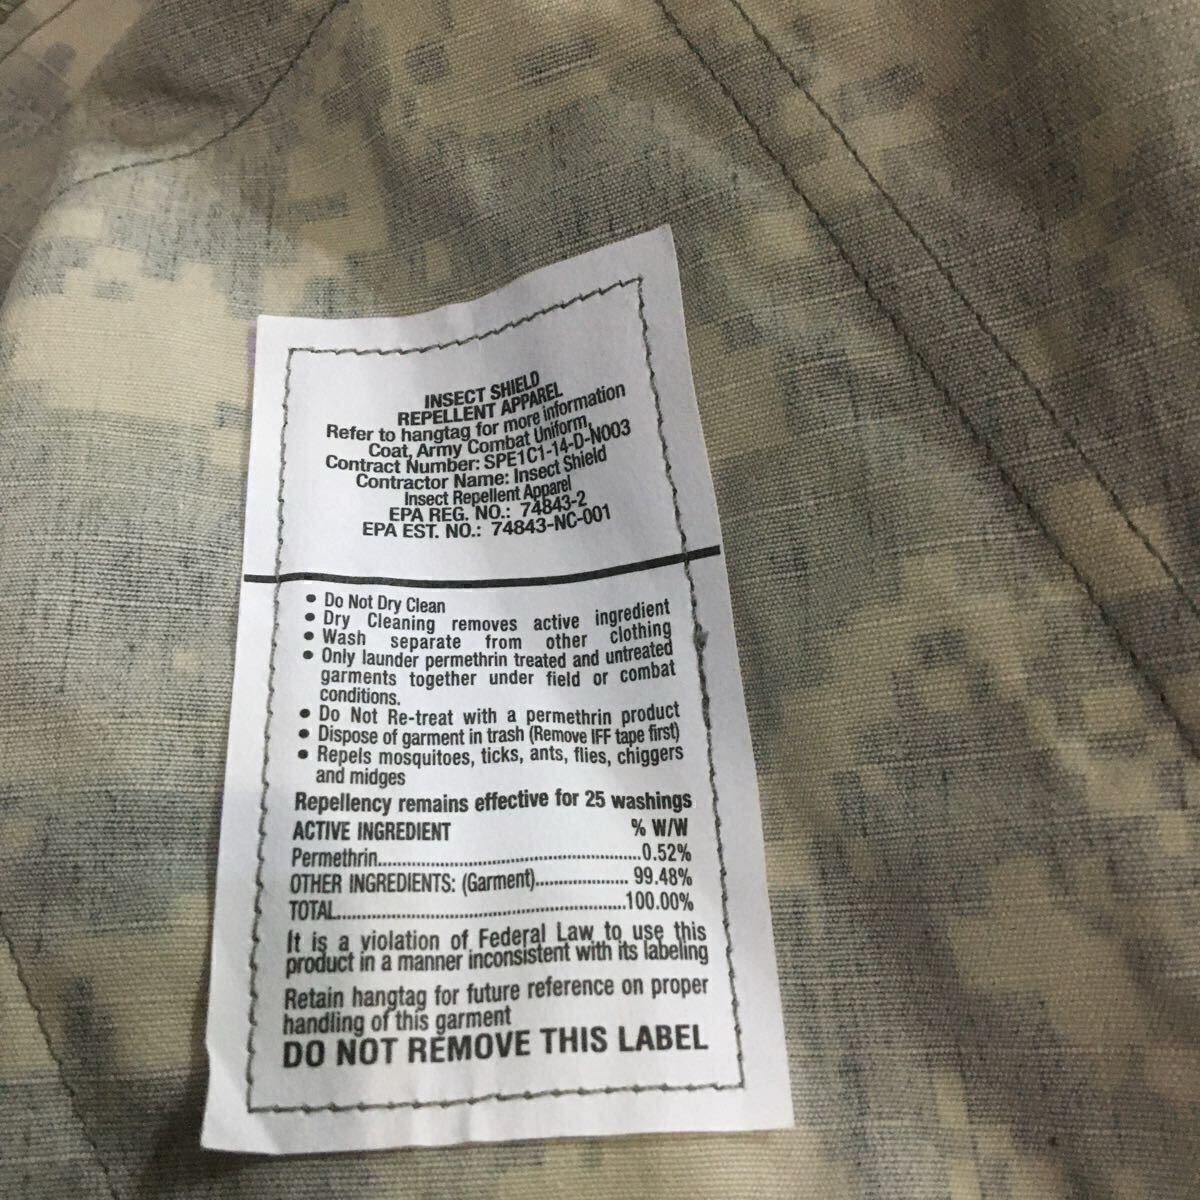 INSECT SHIELD
REPELLENT APPAREL
Refer to hangtag for more information
Coat, Army Combat Uniform,
Contract Number: SPE1C1-14-D-N003
Contractor Name: Insect Shield
Insect Repellent Apparel
EPA REG. NO.: 74843-2
EPA EST. NO.: 74843-NC-001
• Do Not Dry Clean
• Dry Cleaning removes active ingredient
• Wash separate from other clothing
• Only launder permethrin treated and untreated
garments together under field or combat
conditions.
• Do Not Re-treat with a permethrin product
• Dispose of garment in trash (Remove IFF tape first)
• Repels mosquitoes, ticks, ants, flies, chiggers
and midges
Repellency remains effective for 25 washings
ACTIVE INGREDIENT % W/W
Permethrin..........................................0.52%
OTHER INGREDIENTS: (Garment).................... 99.48%
TOTAL..............................................100.00%
It is a violation of Federal Law to use this
product in a manner inconsistent with its labeling
Retain hangtag for future reference on proper
handling of this garment
DO NOT REMOVE THIS LABEL